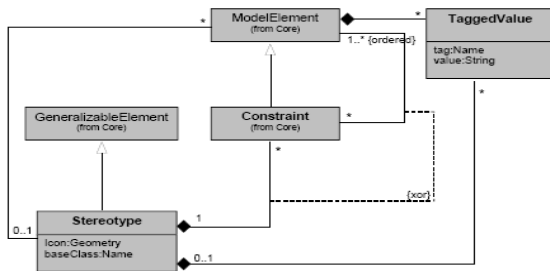 ModelElement
(from Core)
*
*
TaggedValue
tag:Name
value:String
1..* {ordered}
*
GeneralizableElement
(from Core)
Constraint
(from Core)
*
*
{xor}
0..1
Stereotype
Icon:Geometry
baseClass:Name
1
0..1